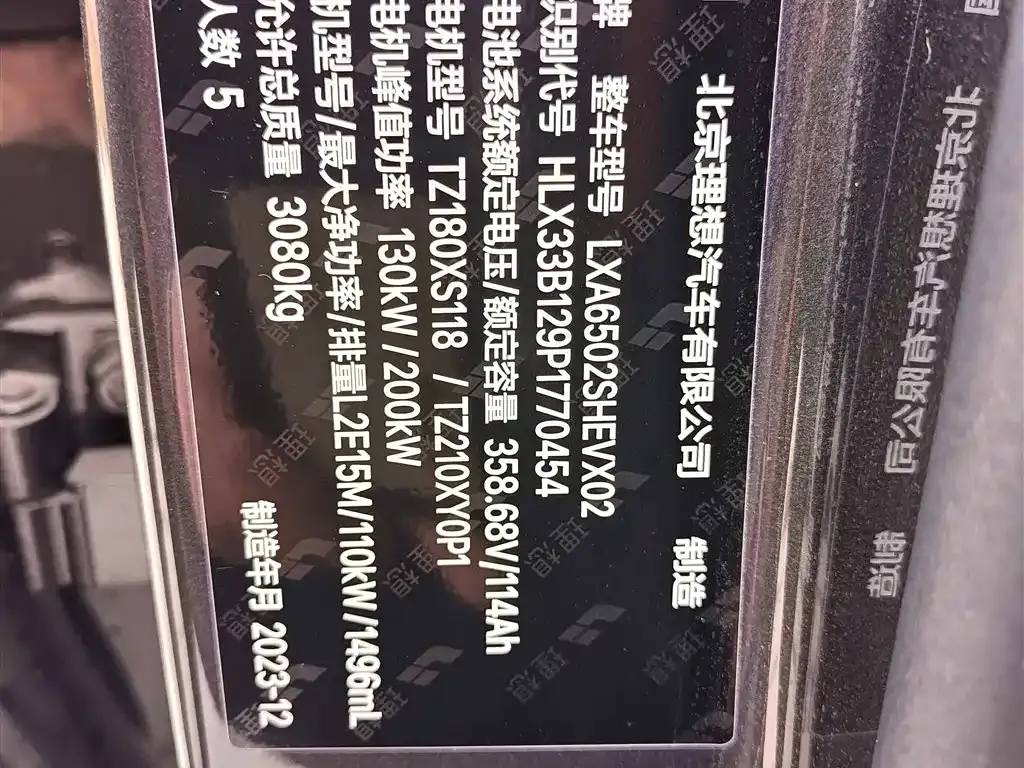 北京理想汽车有限公司 制造
牌 整车型号 LXA6502SHEVX02
识别代号 HLX33B129P1770454
电池系统额定电压/额定容量 358.68V/114Ah
电机型号 TZ180XS118 / TZ210XY0P1
电机峰值功率 130kW/200kW
机型号/最大净功率/排量L2E15M/110kW/1496mL
允许总质量 3080kg 制造年月 2023-12
人数 5